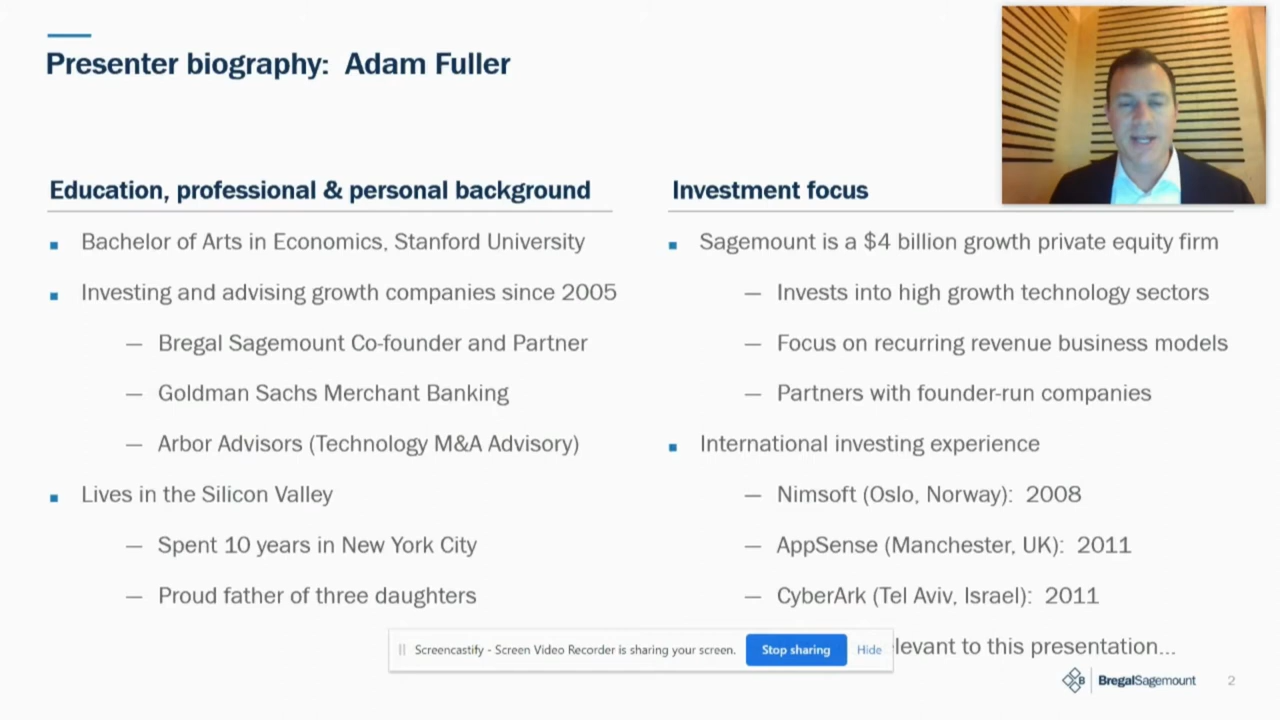 Presenter biography: Adam Fuller
Education, professional & personal background
Bachelor of Arts in Economics, Stanford University
Investing and advising growth companies since 2005
— Bregal Sagemount Co-founder and Partner
— Goldman Sachs Merchant Banking
— Arbor Advisors (Technology M&A Advisory)
Lives in the Silicon Valley
— Spent 10 years in New York City
— Proud father of three daughters
Investment focus
Sagemount is a $4 billion growth private equity firm
— Invests into high growth technology sectors
— Focus on recurring revenue business models
— Partners with founder-run companies
International investing experience
— Nimsoft (Oslo, Norway): 2008
— AppSense (Manchester, UK): 2011
— CyberArk (Tel Aviv, Israel): 2011
levant to this presentation...
Screencastify - Screen Video Recorder is sharing your screen. Stop sharing Hide
B BregalSagemount 2